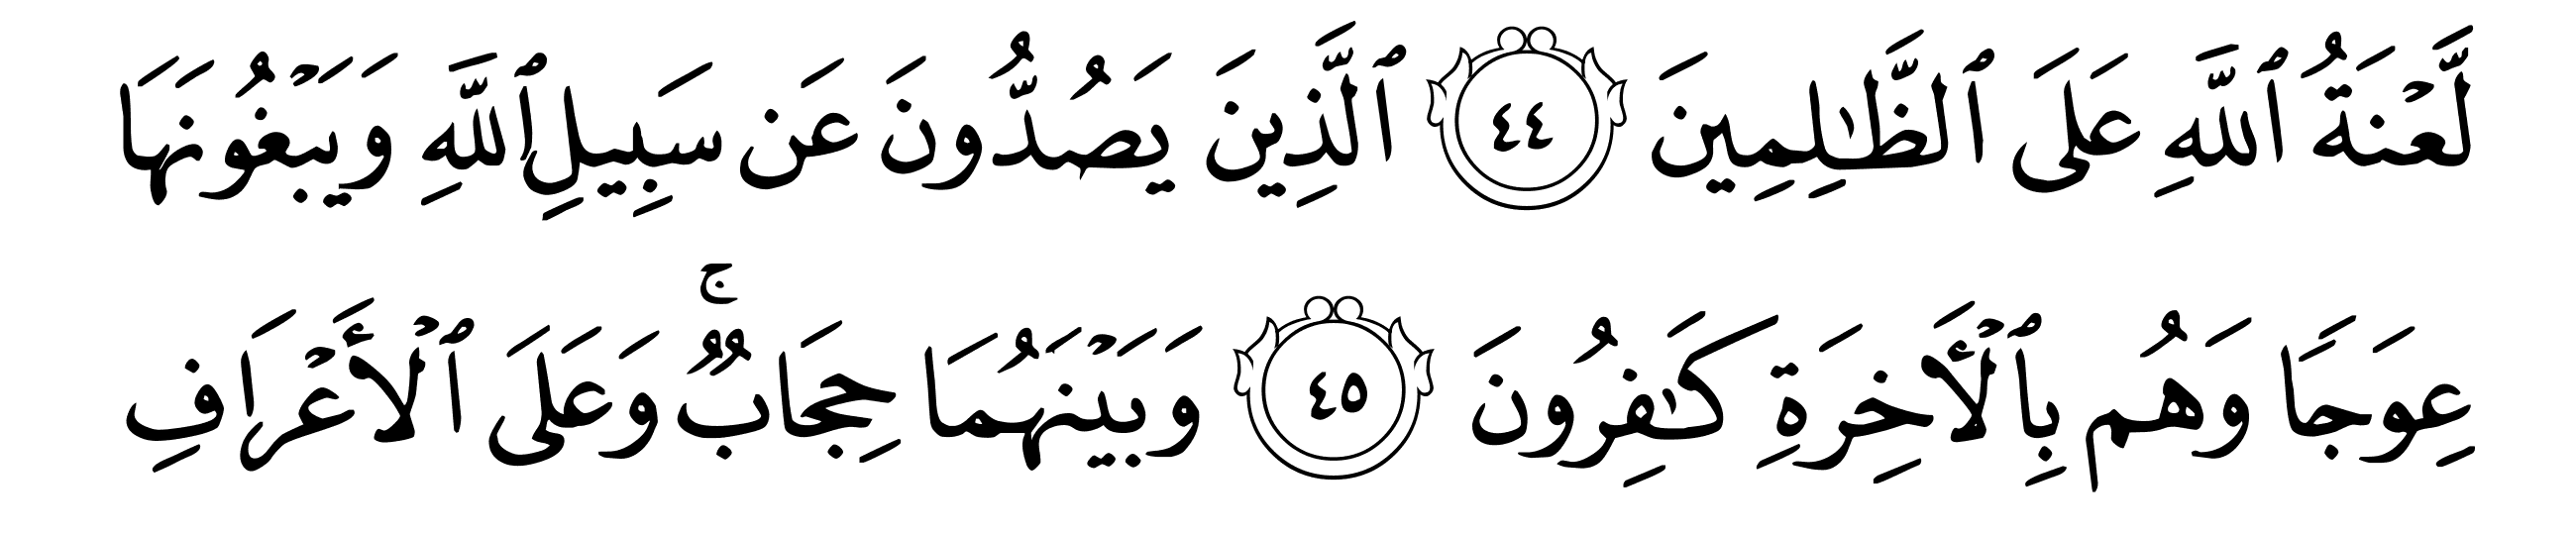 لَّعۡنَةُ ٱللَّهِ عَلَى ٱلظَّٰلِمِينَ ٤٤ ٱلَّذِينَ يَصُدُّونَ عَن سَبِيلِ ٱللَّهِ وَيَبۡغُونَهَا
عِوَجٗا وَهُم بِٱلۡأَخِرَةِ كَٰفِرُونَ ٤٥ وَبَيۡنَهُمَا حِجَابٞۚ وَعَلَى ٱلۡأَعۡرَافِ